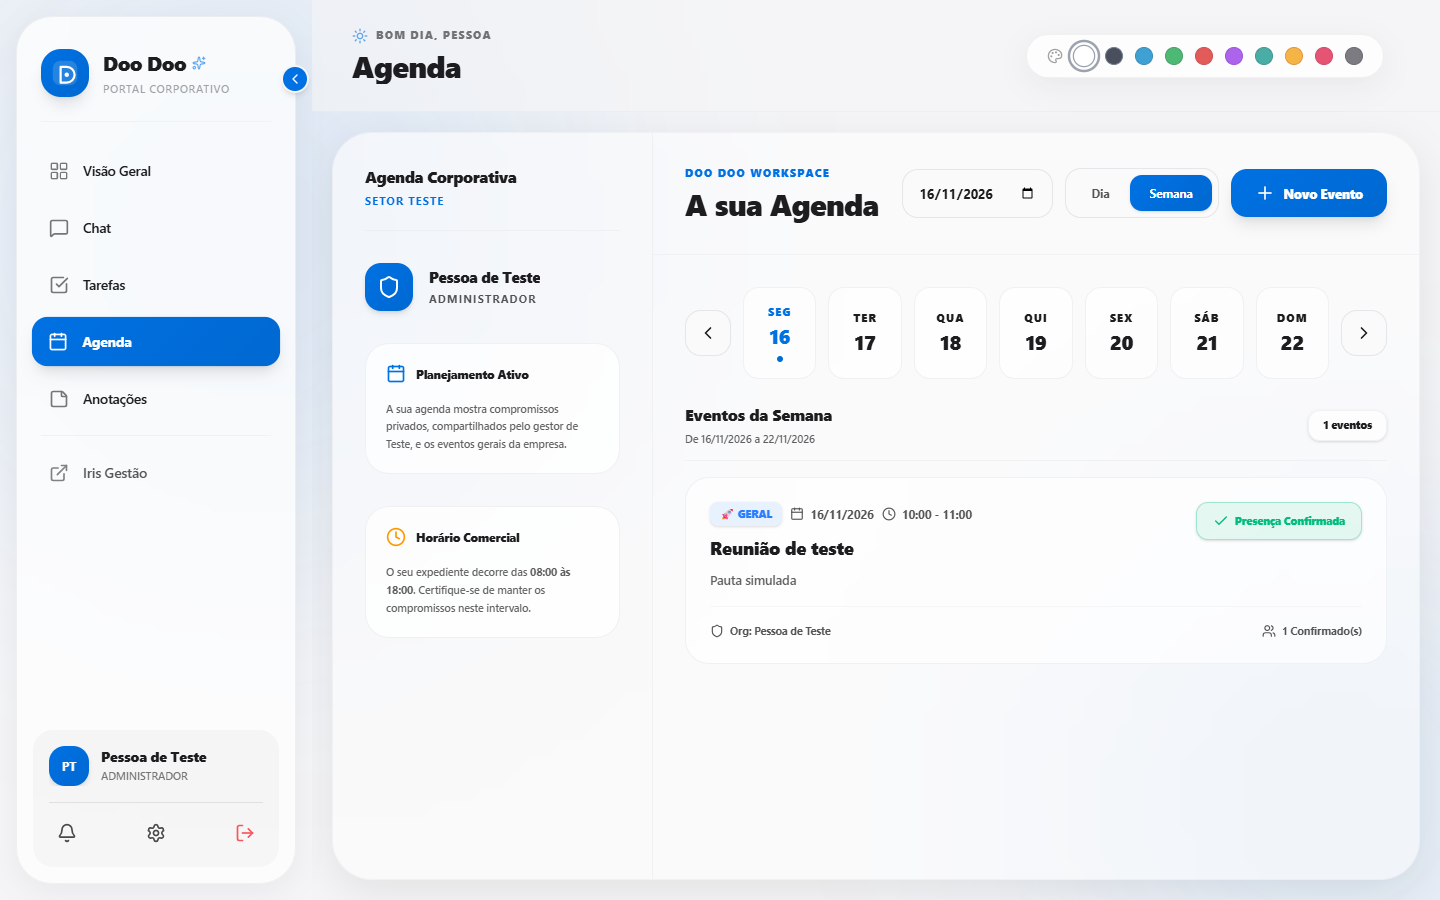 Doo Doo
PORTAL CORPORATIVO
Visão Geral
Chat
Tarefas
Agenda
Anotações
Iris Gestão
PT
Pessoa de Teste
ADMINISTRADOR
BOM DIA, PESSOA
Agenda
Agenda Corporativa
SETOR TESTE
Pessoa de Teste
ADMINISTRADOR
Planejamento Ativo
A sua agenda mostra compromissos
privados, compartilhados pelo gestor de
Teste, e os eventos gerais da empresa.
Horário Comercial
O seu expediente decorre das 08:00 às
18:00. Certifique-se de manter os
compromissos neste intervalo.
DOO DOO WORKSPACE
A sua Agenda
16/11/2026
Dia
Semana
Novo Evento
SEG
16
TER
17
QUA
18
QUI
19
SEX
20
SÁB
21
DOM
22
Eventos da Semana
De 16/11/2026 a 22/11/2026
1 eventos
GERAL 16/11/2026 10:00 - 11:00
Presença Confirmada
Reunião de teste
Pauta simulada
Org: Pessoa de Teste
1 Confirmado(s)